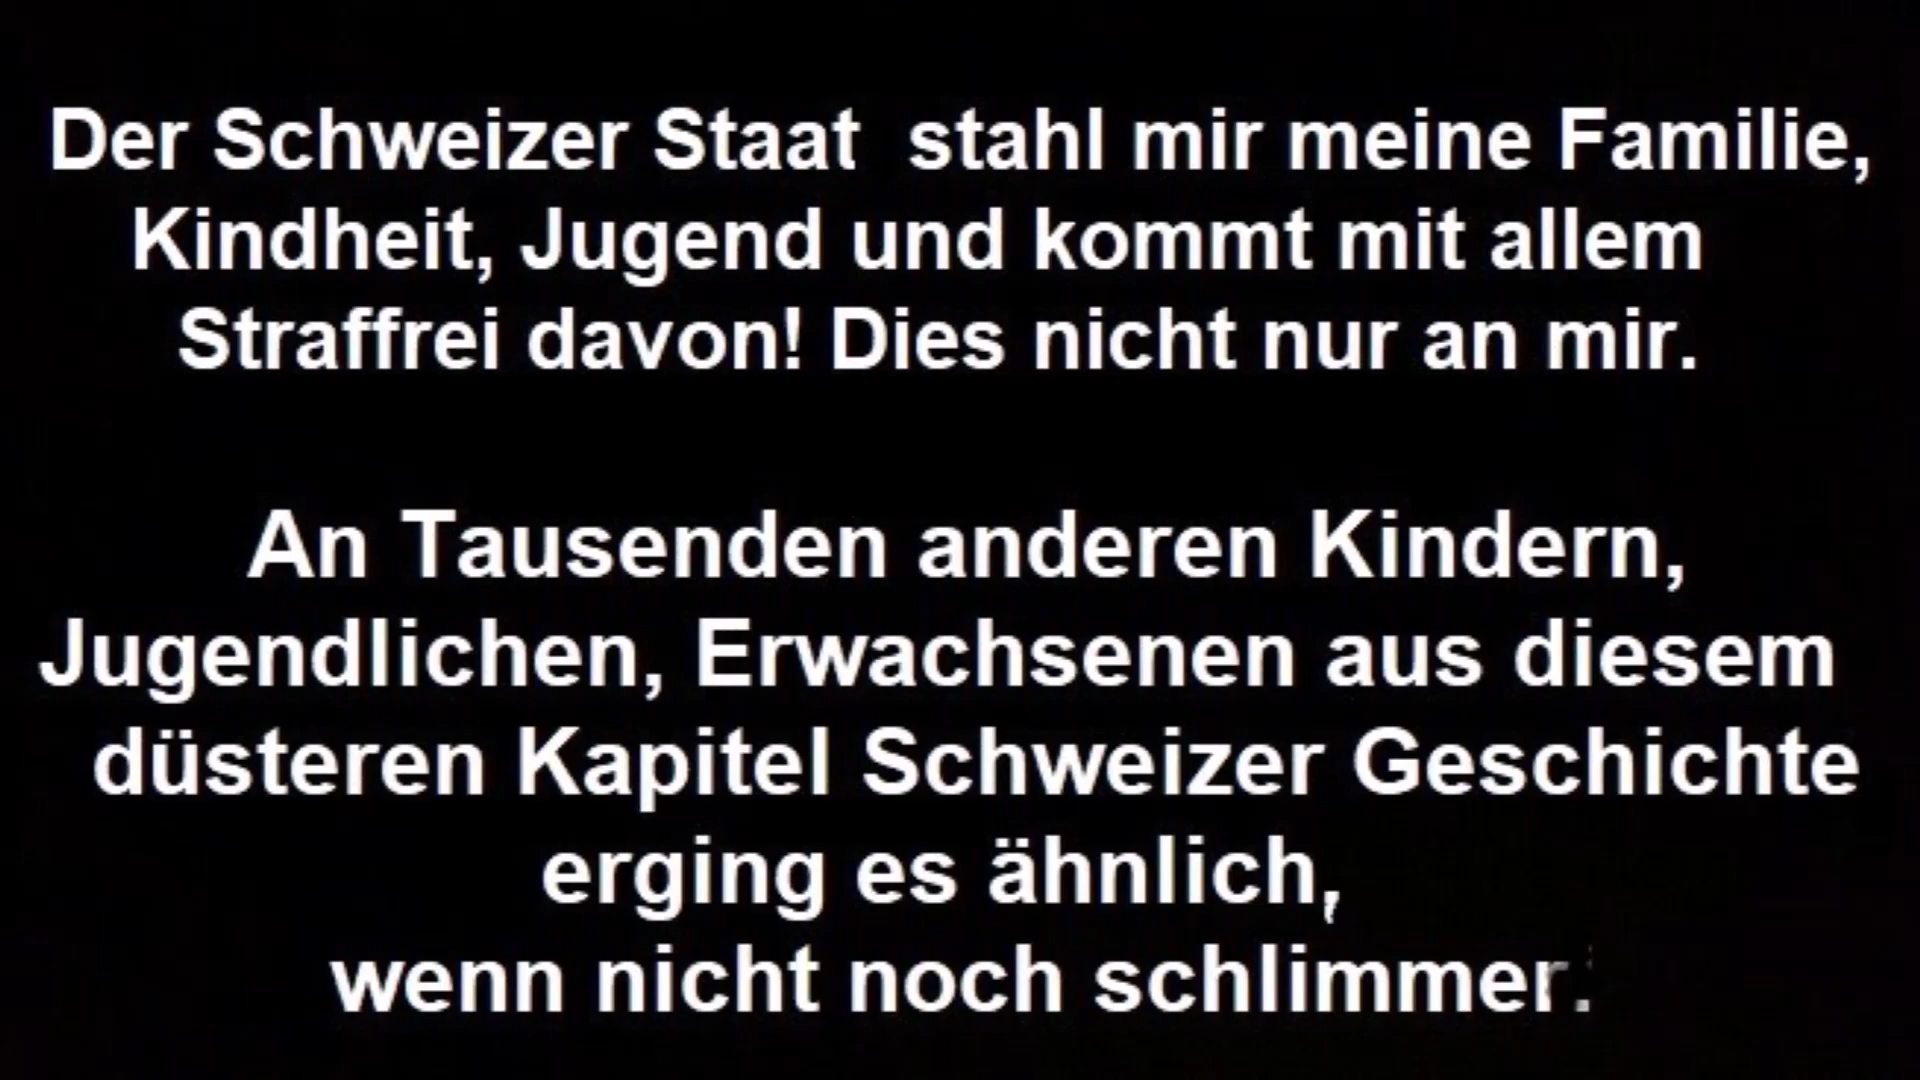 Der Schweizer Staat  stahl mir meine Familie,
Kindheit, Jugend und kommt mit allem
Straffrei davon! Dies nicht nur an mir.
An Tausenden anderen Kindern,
Jugendlichen, Erwachsenen aus diesem
düsteren Kapitel Schweizer Geschichte
erging es ähnlich,
wenn nicht noch schlimmer.